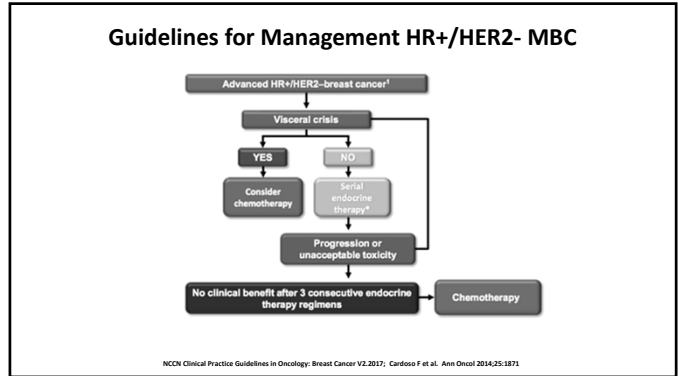 Guidelines for Management HR+/HER2- MBC
Advanced HR+/HER2–breast cancer¹
Visceral crisis
YES
NO
Consider
chemotherapy
Serial
endocrine
therapy*
Progression or
unacceptable toxicity
No clinical benefit after 3 consecutive endocrine
therapy regimens
Chemotherapy
NCCN Clinical Practice Guidelines in Oncology: Breast Cancer V2.2017; Cardoso F et al. Ann Oncol 2014;25:1871